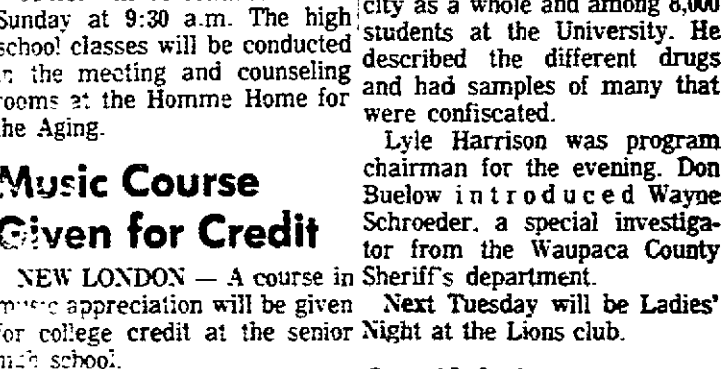 Sunday at 9:30 a.m. The high
school classes will be conducted
in the meeting and counseling
rooms at the Homme Home for
the Aging.
Music Course
Given for Credit
NEW LONDON — A course in
music appreciation will be given
for college credit at the senior
high school.
city as a whole and among 8,000
students at the University. He
described the different drugs
and had samples of many that
were confiscated.
Lyle Harrison was program
chairman for the evening. Don
Buelow introduced Wayne
Schroeder, a special investiga-
tor from the Waupaca County
Sheriff's department.
Next Tuesday will be Ladies'
Night at the Lions club.